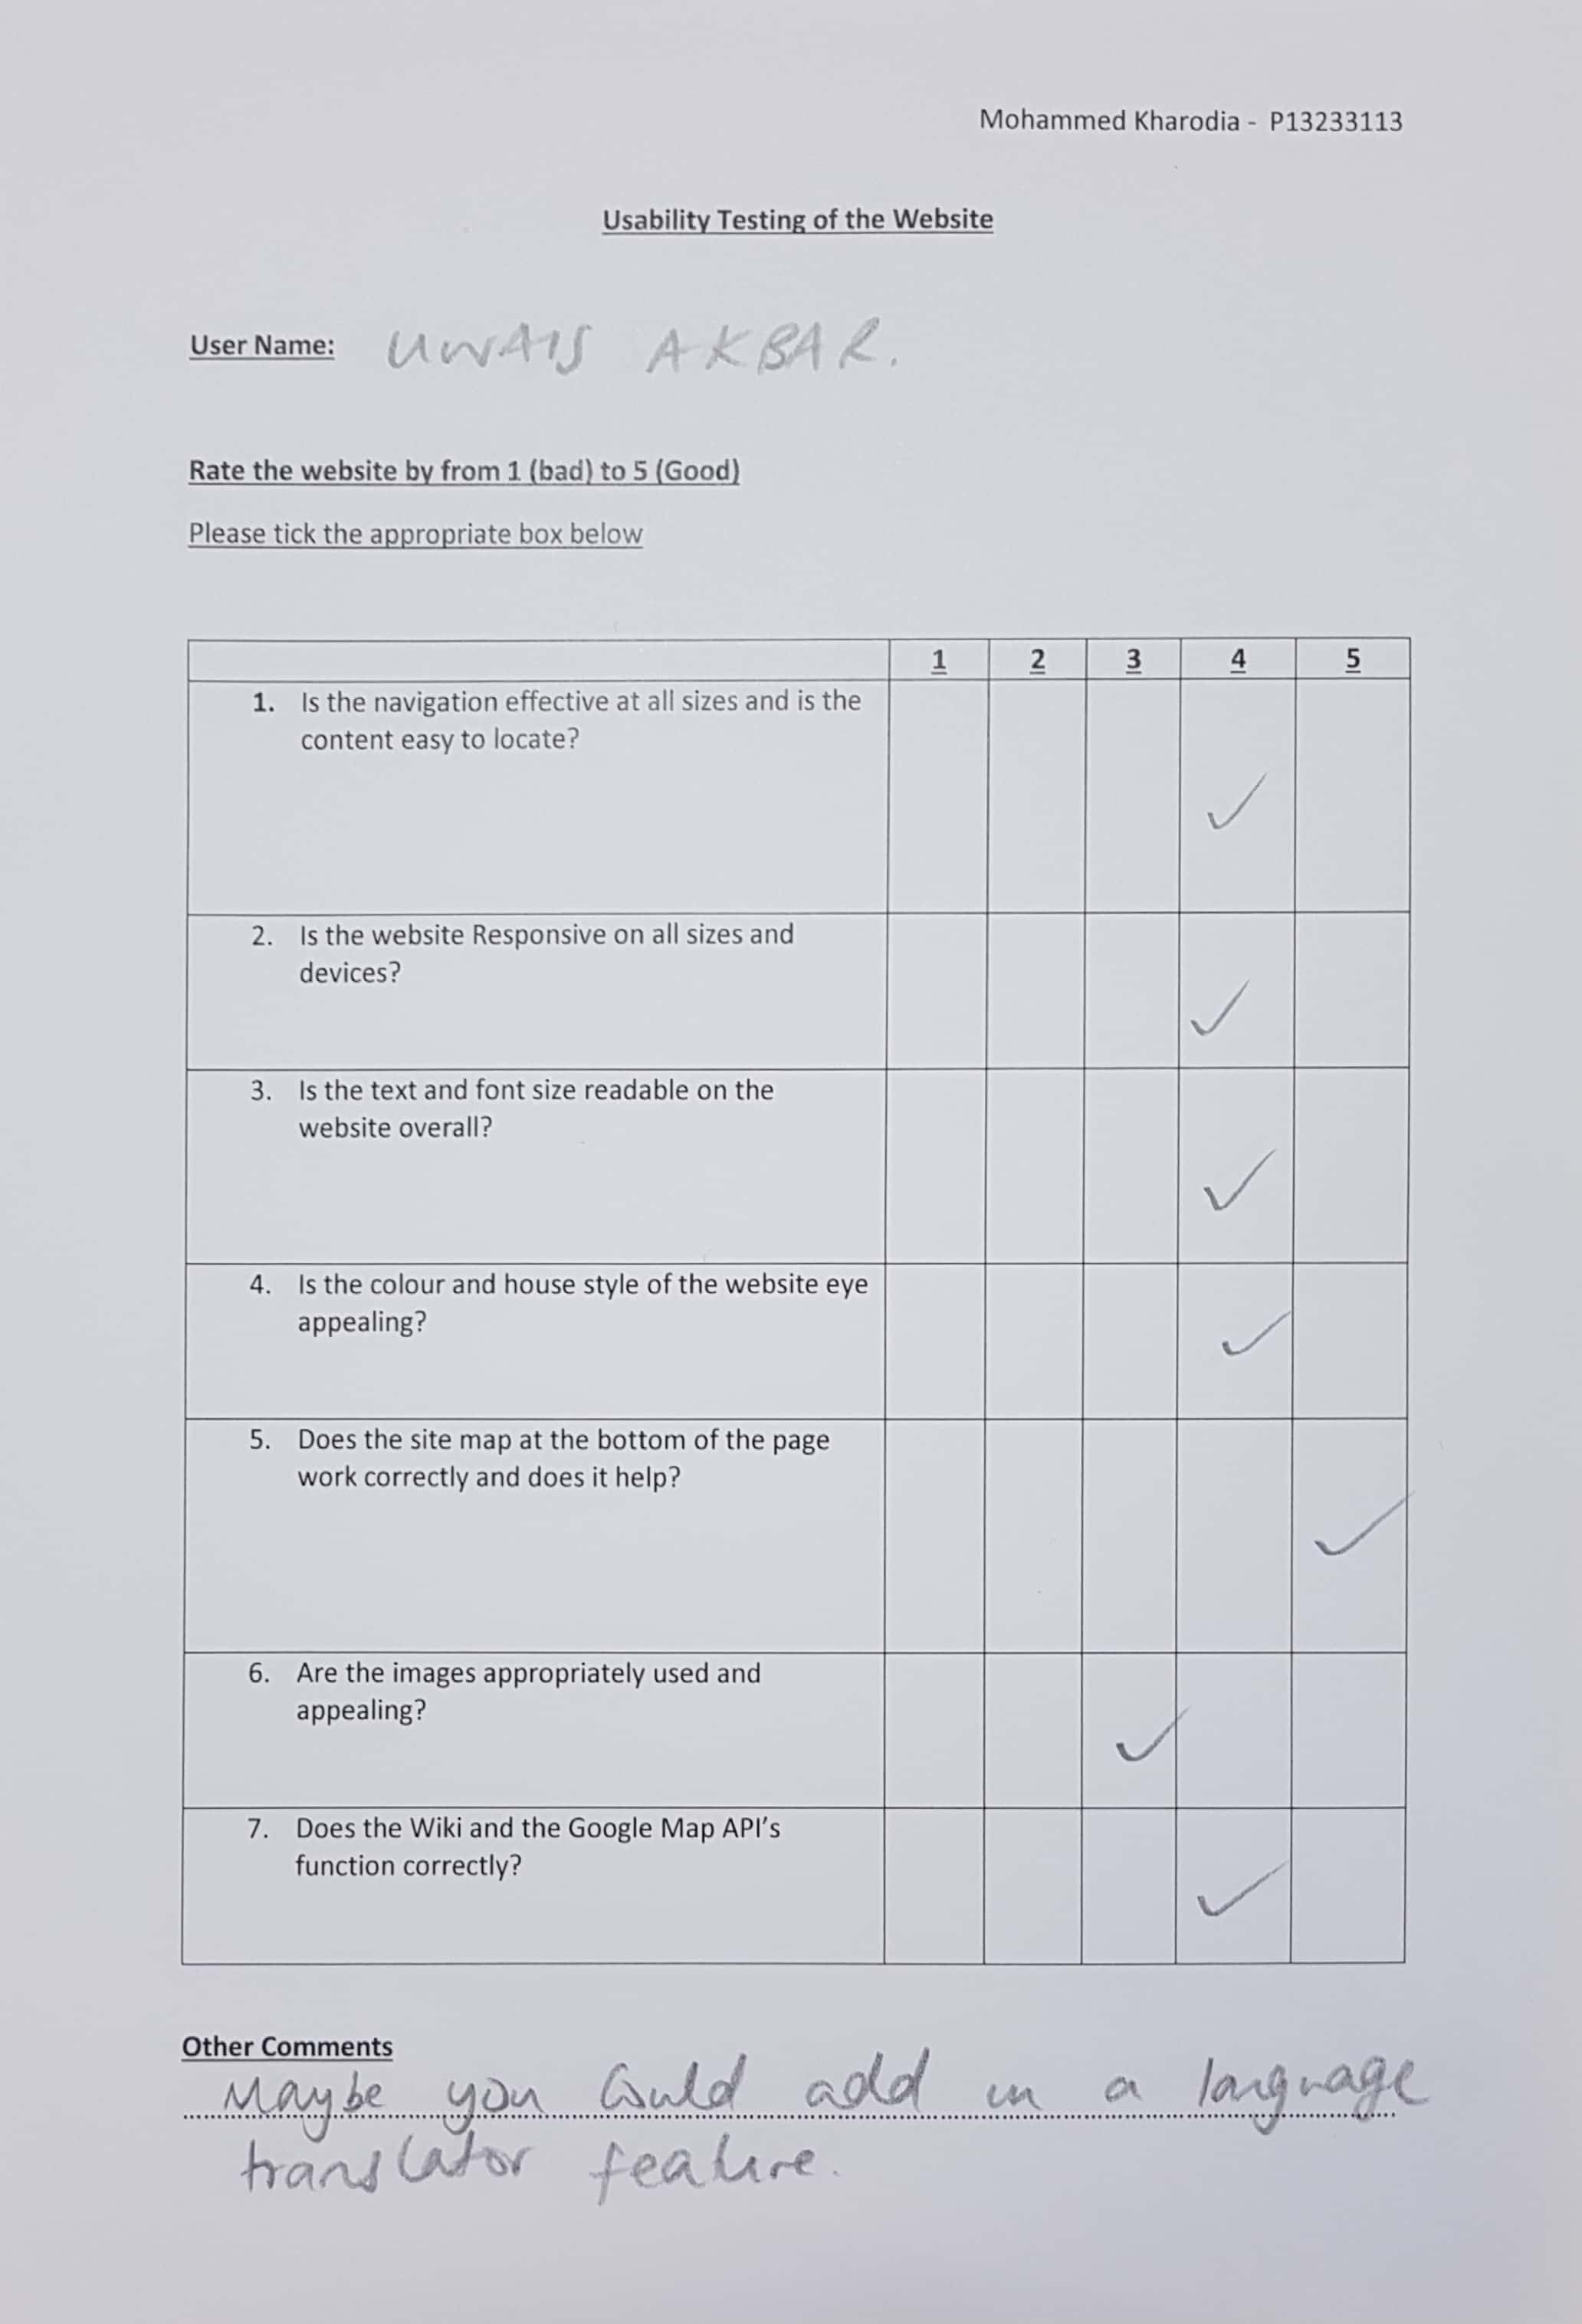 Mohammed Kharodia - P13233113
Usability Testing of the Website
User Name: UWAIS AKBAR.
Rate the website by from 1 (bad) to 5 (Good)
Please tick the appropriate box below
1 2 3 4 5
1. Is the navigation effective at all sizes and is the
content easy to locate?
✓
2. Is the website Responsive on all sizes and
devices?
✓
3. Is the text and font size readable on the
website overall?
✓
4. Is the colour and house style of the website eye
appealing?
✓
5. Does the site map at the bottom of the page
work correctly and does it help?
✓
6. Are the images appropriately used and
appealing?
✓
7. Does the Wiki and the Google Map API's
function correctly?
✓
Other Comments
Maybe you could add in a language
translator feature.